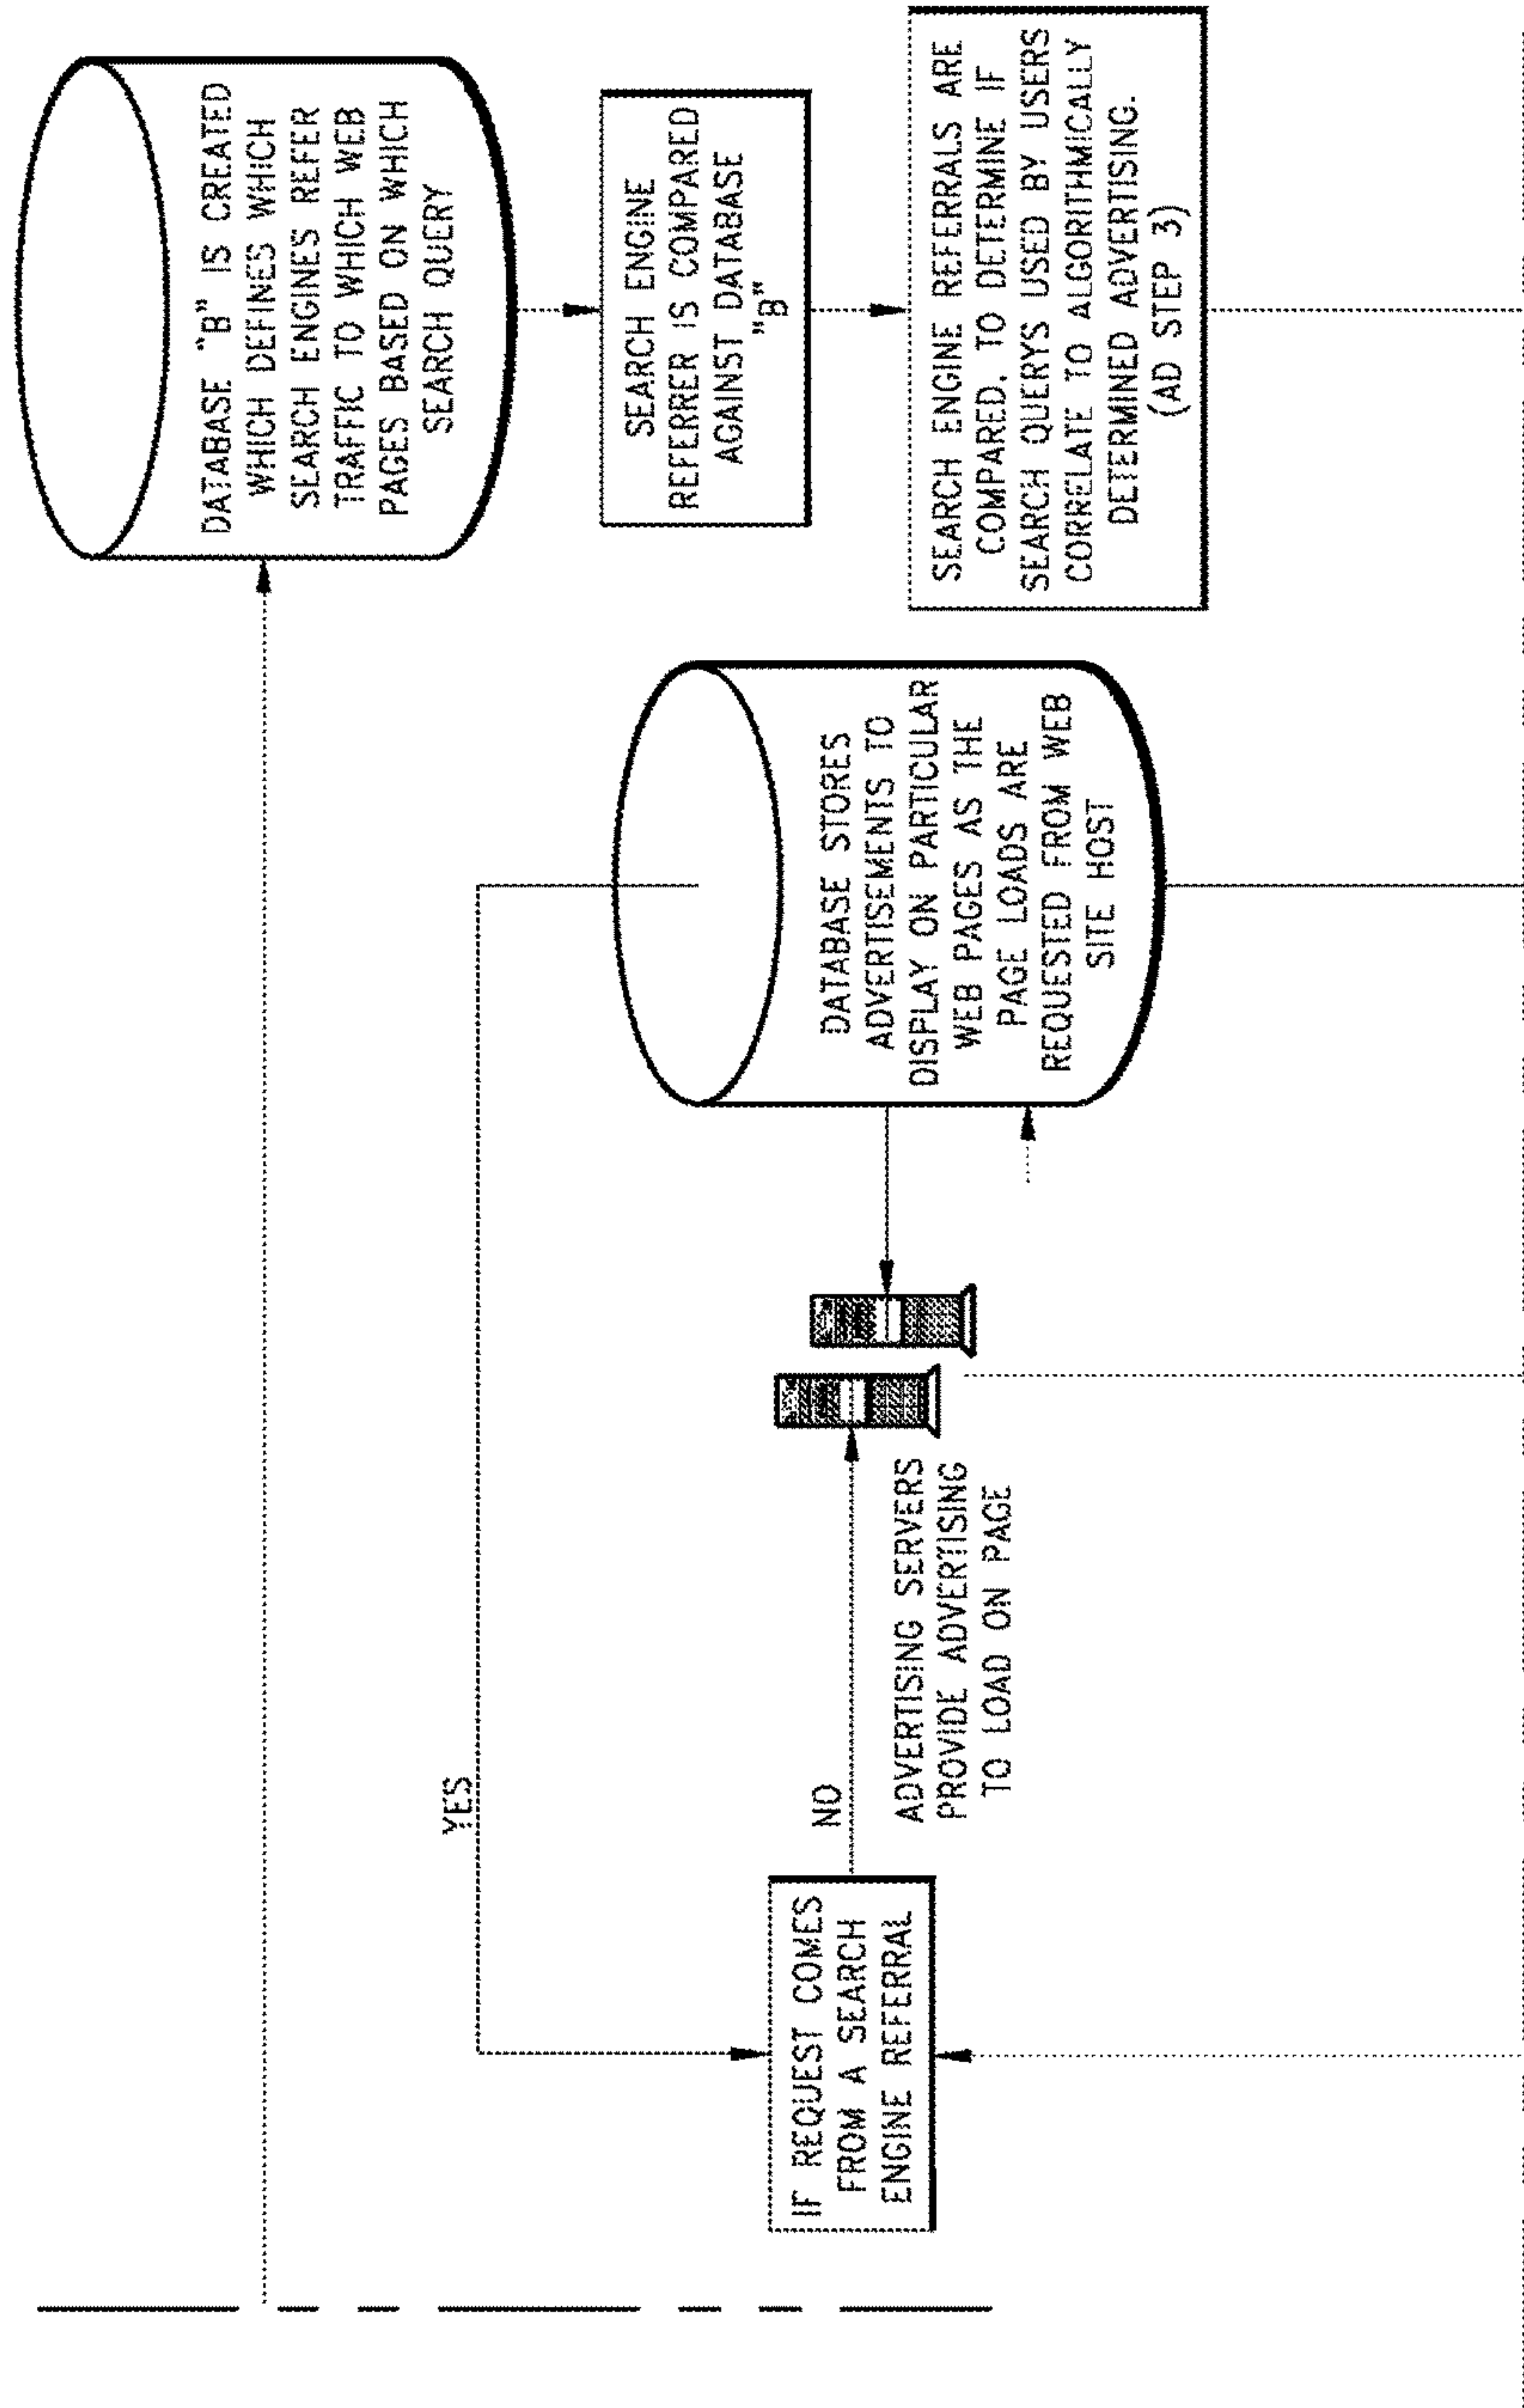 DATABASE "B" IS CREATED
WHICH DEFINES WHICH
SEARCH ENGINES REFER
TRAFFIC TO WHICH WEB
PAGES BASED ON WHICH
SEARCH QUERY
SEARCH ENGINE
REFERRER IS COMPARED
AGAINST DATABASE
"B"
SEARCH ENGINE REFERRALS ARE
COMPARED, TO DETERMINE IF
SEARCH QUERYS USED BY USERS
CORRELATE TO ALGORITHMICALLY
DETERMINED ADVERTISING.
(AD STEP 3)
YES
DATABASE STORES
ADVERTISEMENTS TO
DISPLAY ON PARTICULAR
WEB PAGES AS THE
PAGE LOADS ARE
REQUESTED FROM WEB
SITE HOST
IF REQUEST COMES
FROM A SEARCH
ENGINE REFERRAL
NO
ADVERTISING SERVERS
PROVIDE ADVERTISING
TO LOAD ON PAGE